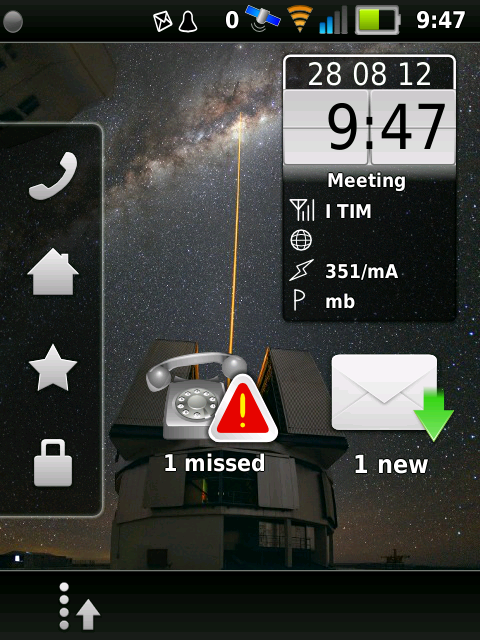 0 9:47
28 08 12
9:47
Meeting
I TIM
351/mA
mb
1 missed
1 new